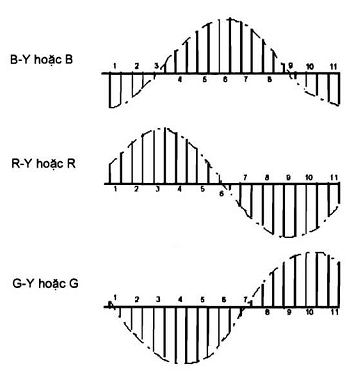 1 2 3 9 10 11
B-Y hoặc B
4 5 6 7 8
R-Y hoặc R
7 8 9 10 11
1 2 3 4 5 6
G-Y hoặc G
1 2 3 4 5 6 7
8 9 10 11